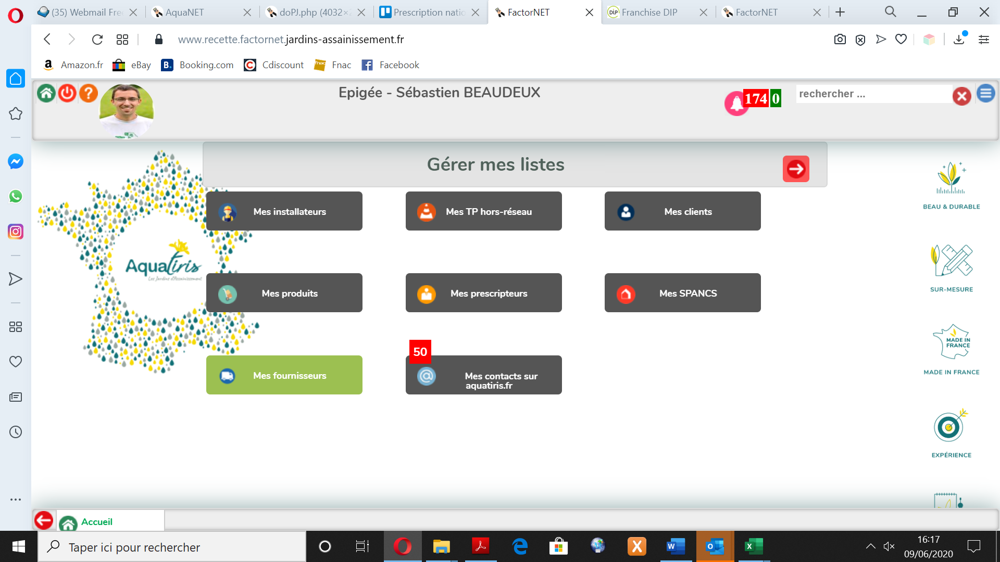 (35) Webmail Free
AquaNET
doPJ.php (4032×2
Prescription natio
FactorNET
Franchise DIP
FactorNET
www.recette.factornet.jardins-assainissement.fr
Amazon.fr
eBay
Booking.com
Cdiscount
Fnac
Facebook
Epigée - Sébastien BEAUDEUX
174 0
rechercher ...
Gérer mes listes
Mes installateurs
Mes TP hors-réseau
Mes clients
BEAU & DURABLE
Aquatiris
Les Jardins d'Assainissement
Mes produits
Mes prescripteurs
Mes SPANCS
SUR-MESURE
MADE IN
FRANCE
MADE IN FRANCE
50
Mes fournisseurs
Mes contacts sur
aquatiris.fr
EXPÉRIENCE
Accueil
Taper ici pour rechercher
16:17
09/06/2020